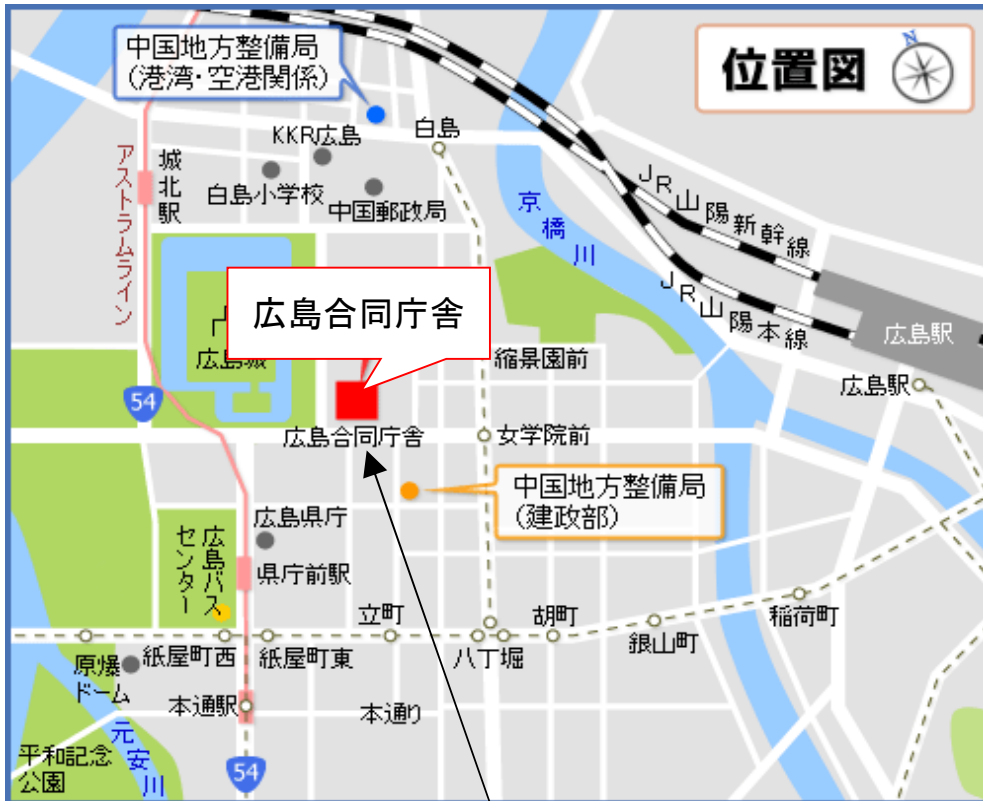 中国地方整備局
(港湾・空港関係)
位置図
N
KKR広島
白島
城北駅
白島小学校
中国郵政局
アストラムライン
京橋川
JR山陽新幹線
JR山陽本線
広島駅
広島合同庁舎
広島城
縮景園前
広島駅
54
広島合同庁舎
女学院前
中国地方整備局
(建政部)
広島県庁
広島バス
センター
県庁前駅
立町
胡町
稲荷町
銀山町
紙屋町西
紙屋町東
八丁堀
原爆
ドーム
本通駅
本通り
元安川
平和記念
公園
54